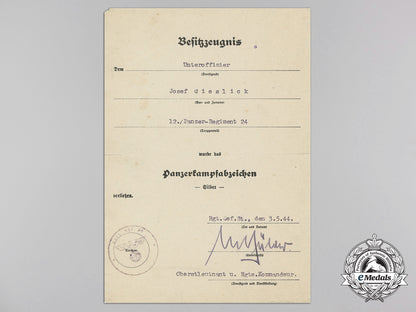 Besitzzeugnis
Dem
Unteroffizier
(Dienstgrad)
Josef Cieslick
(Vor- und Zuname)
12./Panzer-Regiment 24
(Truppenteil)
wurde das
Panzerkampfabzeichen
— Silber —
verliehen.
Rgt.Gef.St., den 3.5.44.
(Ort und Datum)
(Unterschrift)
Oberstleutnant u. Rgts.Kommandeur.
(Dienstgrad und Dienststellung)
eMedals